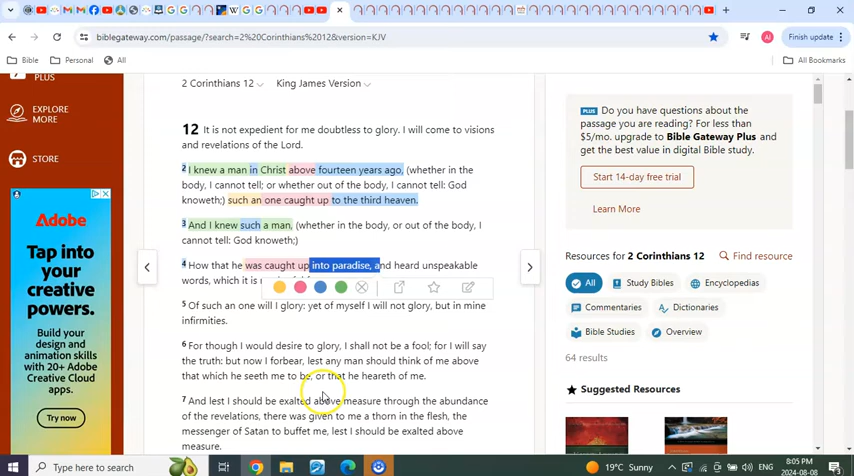 biblegateway.com/passage/?search=2%20Corinthians%2012&version=KJV
Finish update
Bible
Personal
All
All Bookmarks
PLUS
EXPLORE
MORE
STORE
Adobe
Tap into
your
creative
powers.
Build your
design and
animation
skills with
20+ Adobe
Creative Cloud
apps.
Try now
2 Corinthians 12
King James Version
12 It is not expedient for me doubtless to glory. I will come to visions
and revelations of the Lord.
2 I knew a man in Christ above fourteen years ago, (whether in the
body, I cannot tell; or whether out of the body, I cannot tell: God
knoweth;) such an one caught up to the third heaven.
3 And I knew such a man, (whether in the body, or out of the body, I
cannot tell: God knoweth;)
4 How that he was caught up into paradise, and heard unspeakable
words, which it is
5 Of such an one will I glory: yet of myself I will not glory, but in mine
infirmities.
6 For though I would desire to glory, I shall not be a fool; for I will say
the truth: but now I forbear, lest any man should think of me above
that which he seeth me to be, or that he heareth of me.
7 And lest I should be exalted above measure through the abundance
of the revelations, there was given to me a thorn in the flesh, the
messenger of Satan to buffet me, lest I should be exalted above
measure.
PLUS Do you have questions about the
passage you are reading? For less than
$5/mo. upgrade to Bible Gateway Plus and
get the best value in digital Bible study.
Start 14-day free trial
Learn More
Resources for 2 Corinthians 12
Find resource
All
Study Bibles
Encyclopedias
Commentaries
Dictionaries
Bible Studies
Overview
64 results
Suggested Resources
Type here to search
19°C Sunny
8:05 PM
2024-08-08